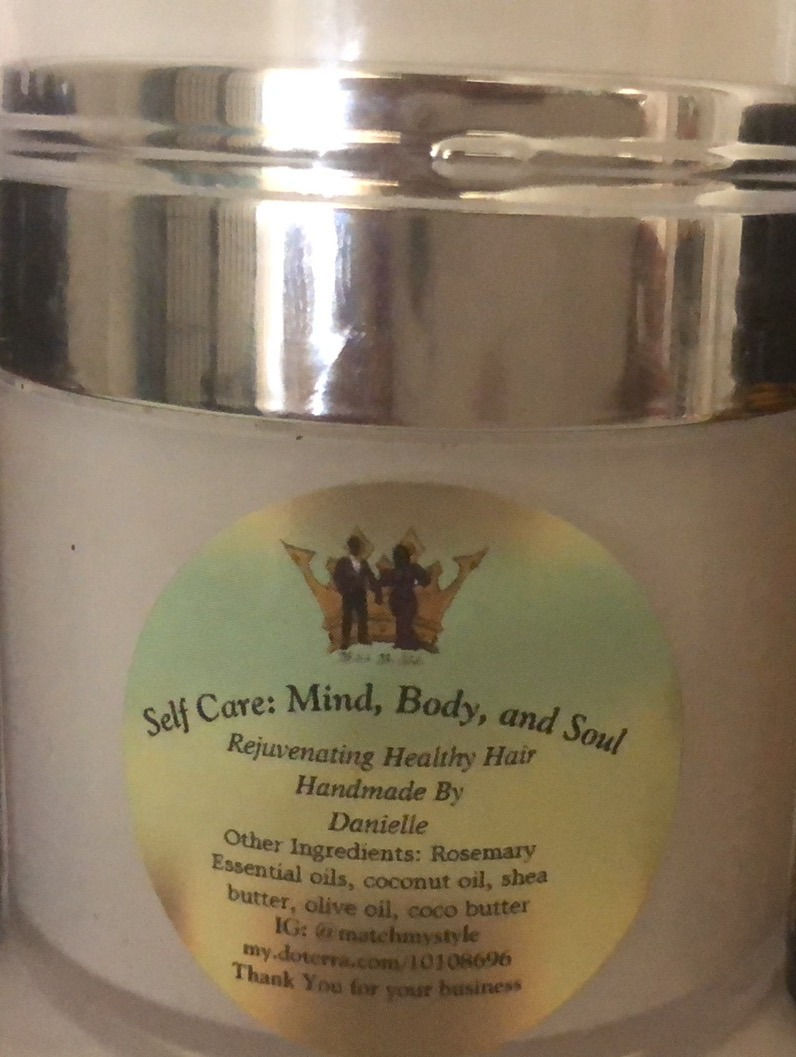 Self Care: Mind, Body, and Soul
Rejuvenating Healthy Hair
Handmade By
Danielle
Other Ingredients: Rosemary
Essential oils, coconut oil, shea
butter, olive oil, coco butter
IG: @matchmystyle
my.doterra.com/10108696
Thank You for your business